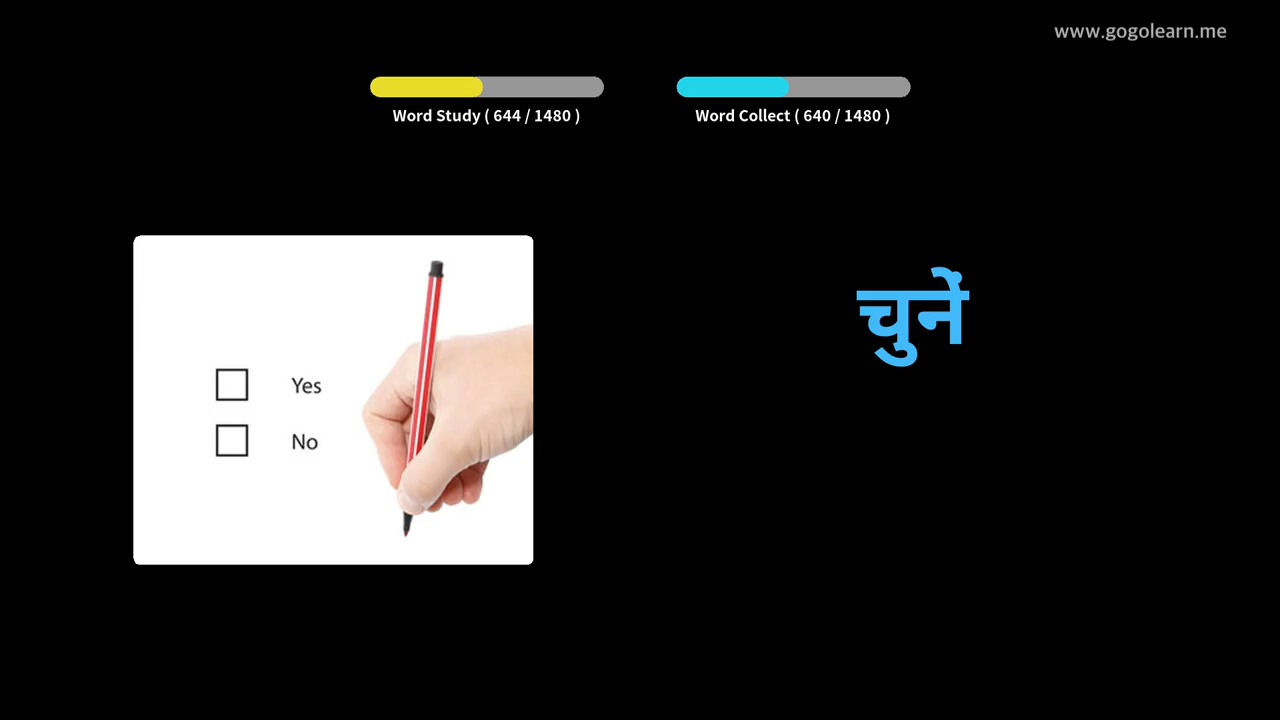 www.gogolearn.me
Word Study ( 644 / 1480 )
Word Collect ( 640 / 1480 )
चुनें
Yes
No